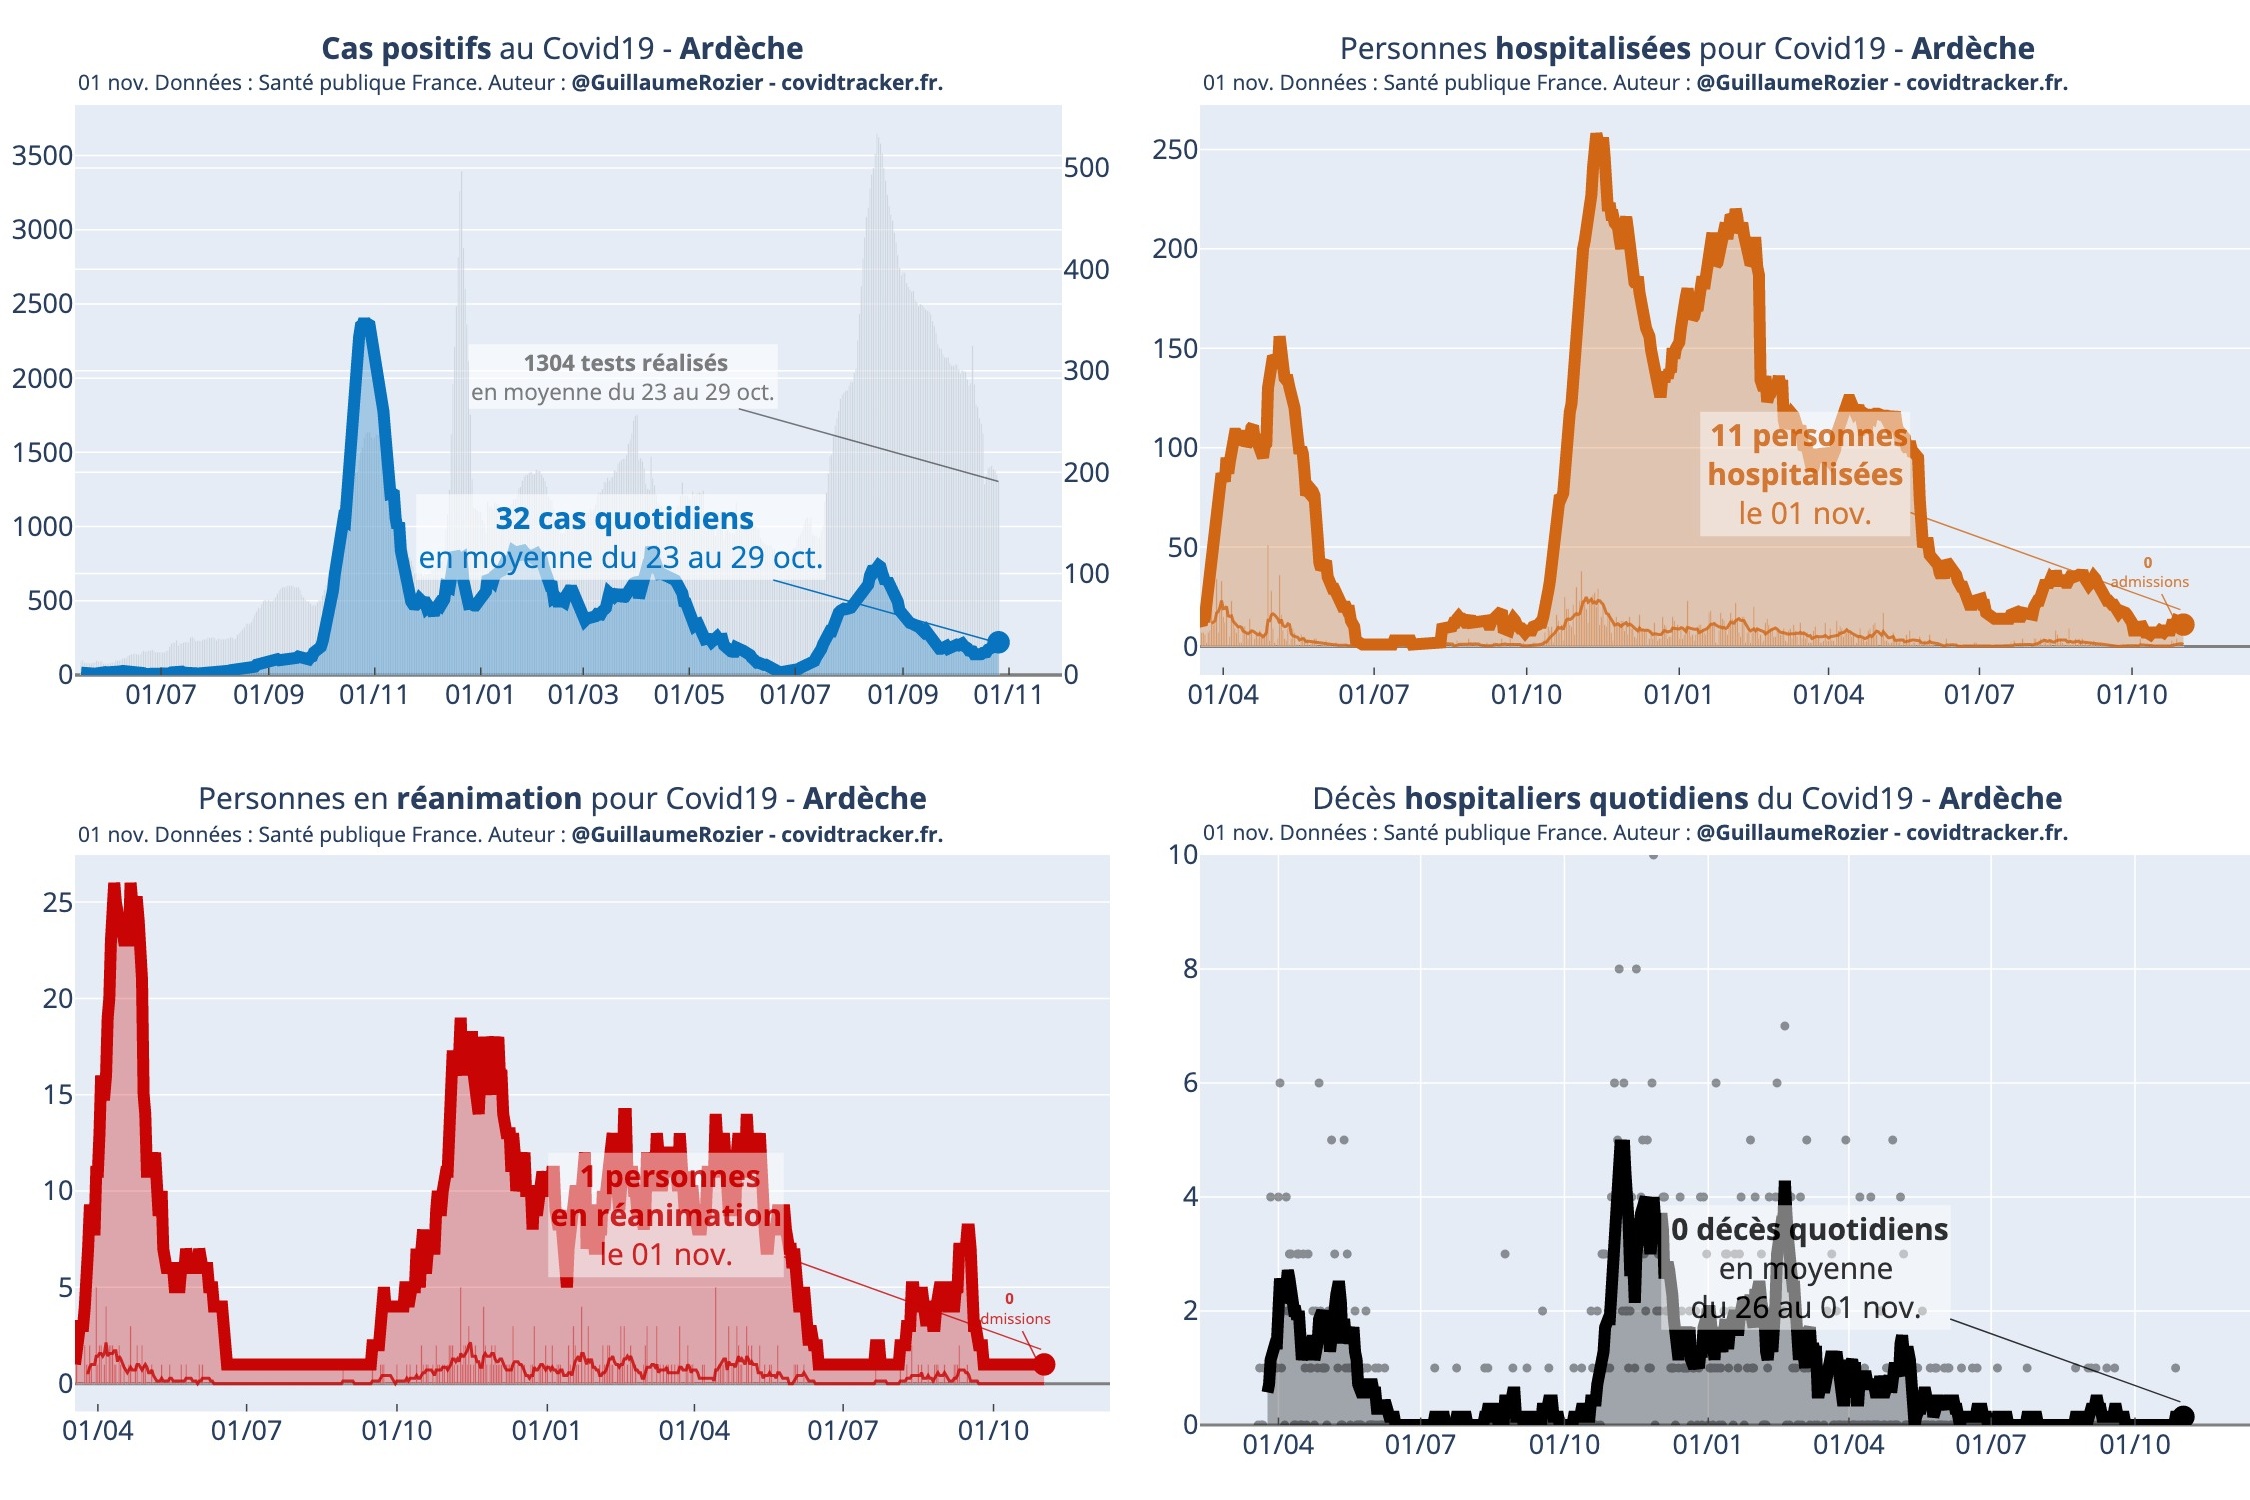 Cas positifs au Covid19 - Ardèche
01 nov. Données : Santé publique France. Auteur : @GuillaumeRozier - covidtracker.fr.
3500
3000
2500
2000
1500
1000
500
0
500
400
300
200
100
0
1304 tests réalisés
en moyenne du 23 au 29 oct.
32 cas quotidiens
en moyenne du 23 au 29 oct.
01/07 01/09 01/11 01/01 01/03 01/05 01/07 01/09 01/11
Personnes hospitalisées pour Covid19 - Ardèche
01 nov. Données : Santé publique France. Auteur : @GuillaumeRozier - covidtracker.fr.
250
200
150
100
50
0
11 personnes
hospitalisées
le 01 nov.
0
admissions
01/04 01/07 01/10 01/01 01/04 01/07 01/10
Personnes en réanimation pour Covid19 - Ardèche
01 nov. Données : Santé publique France. Auteur : @GuillaumeRozier - covidtracker.fr.
25
20
15
10
5
0
1 personnes
en réanimation
le 01 nov.
0
dmissions
01/04 01/07 01/10 01/01 01/04 01/07 01/10
Décès hospitaliers quotidiens du Covid19 - Ardèche
01 nov. Données : Santé publique France. Auteur : @GuillaumeRozier - covidtracker.fr.
10
8
6
4
2
0
0 décès quotidiens
en moyenne
du 26 au 01 nov.
01/04 01/07 01/10 01/01 01/04 01/07 01/10